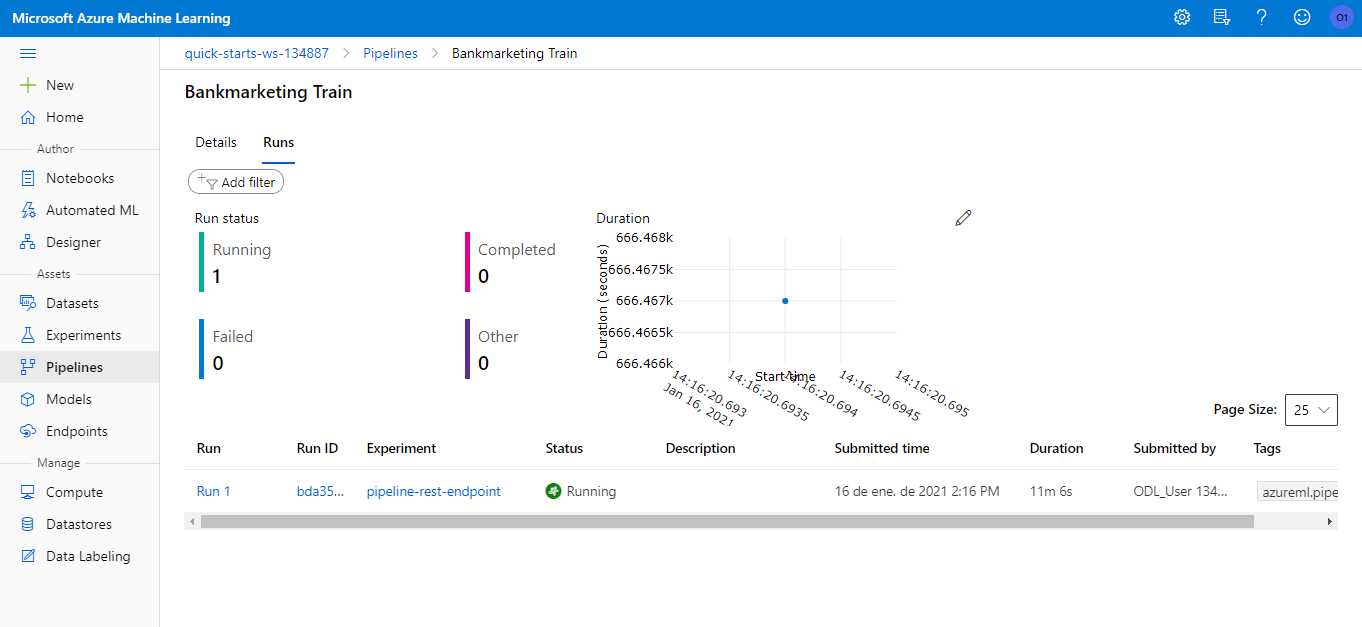 Microsoft Azure Machine Learning
O1
quick-starts-ws-134887 > Pipelines > Bankmarketing Train
New
Home
Author
Notebooks
Automated ML
Designer
Assets
Datasets
Experiments
Pipelines
Models
Endpoints
Manage
Compute
Datastores
Data Labeling
Bankmarketing Train
Details Runs
Add filter
Run status
Running
1
Completed
0
Failed
0
Other
0
Duration
Duration (seconds)
666.468k
666.4675k
666.467k
666.4665k
666.466k
14:16:20.693
Jan 16, 2021
14:16:20.6935
14:16:20.694
14:16:20.6945
14:16:20.695
Start time
Page Size: 25
Run Run ID Experiment Status Description Submitted time Duration Submitted by Tags
Run 1 bda35... pipeline-rest-endpoint Running 16 de ene. de 2021 2:16 PM 11m 6s ODL_User 134... azureml.pipe